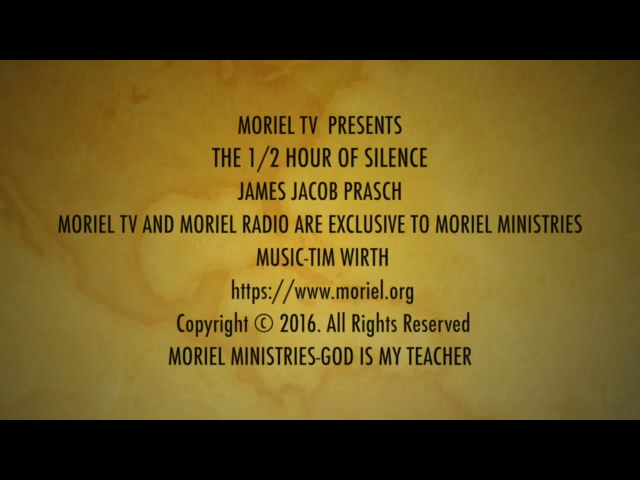 MORIEL TV PRESENTS
THE 1/2 HOUR OF SILENCE
JAMES JACOB PRASCH
MORIEL TV AND MORIEL RADIO ARE EXCLUSIVE TO MORIEL MINISTRIES
MUSIC-TIM WIRTH
https://www.moriel.org
Copyright © 2016. All Rights Reserved
MORIEL MINISTRIES-GOD IS MY TEACHER